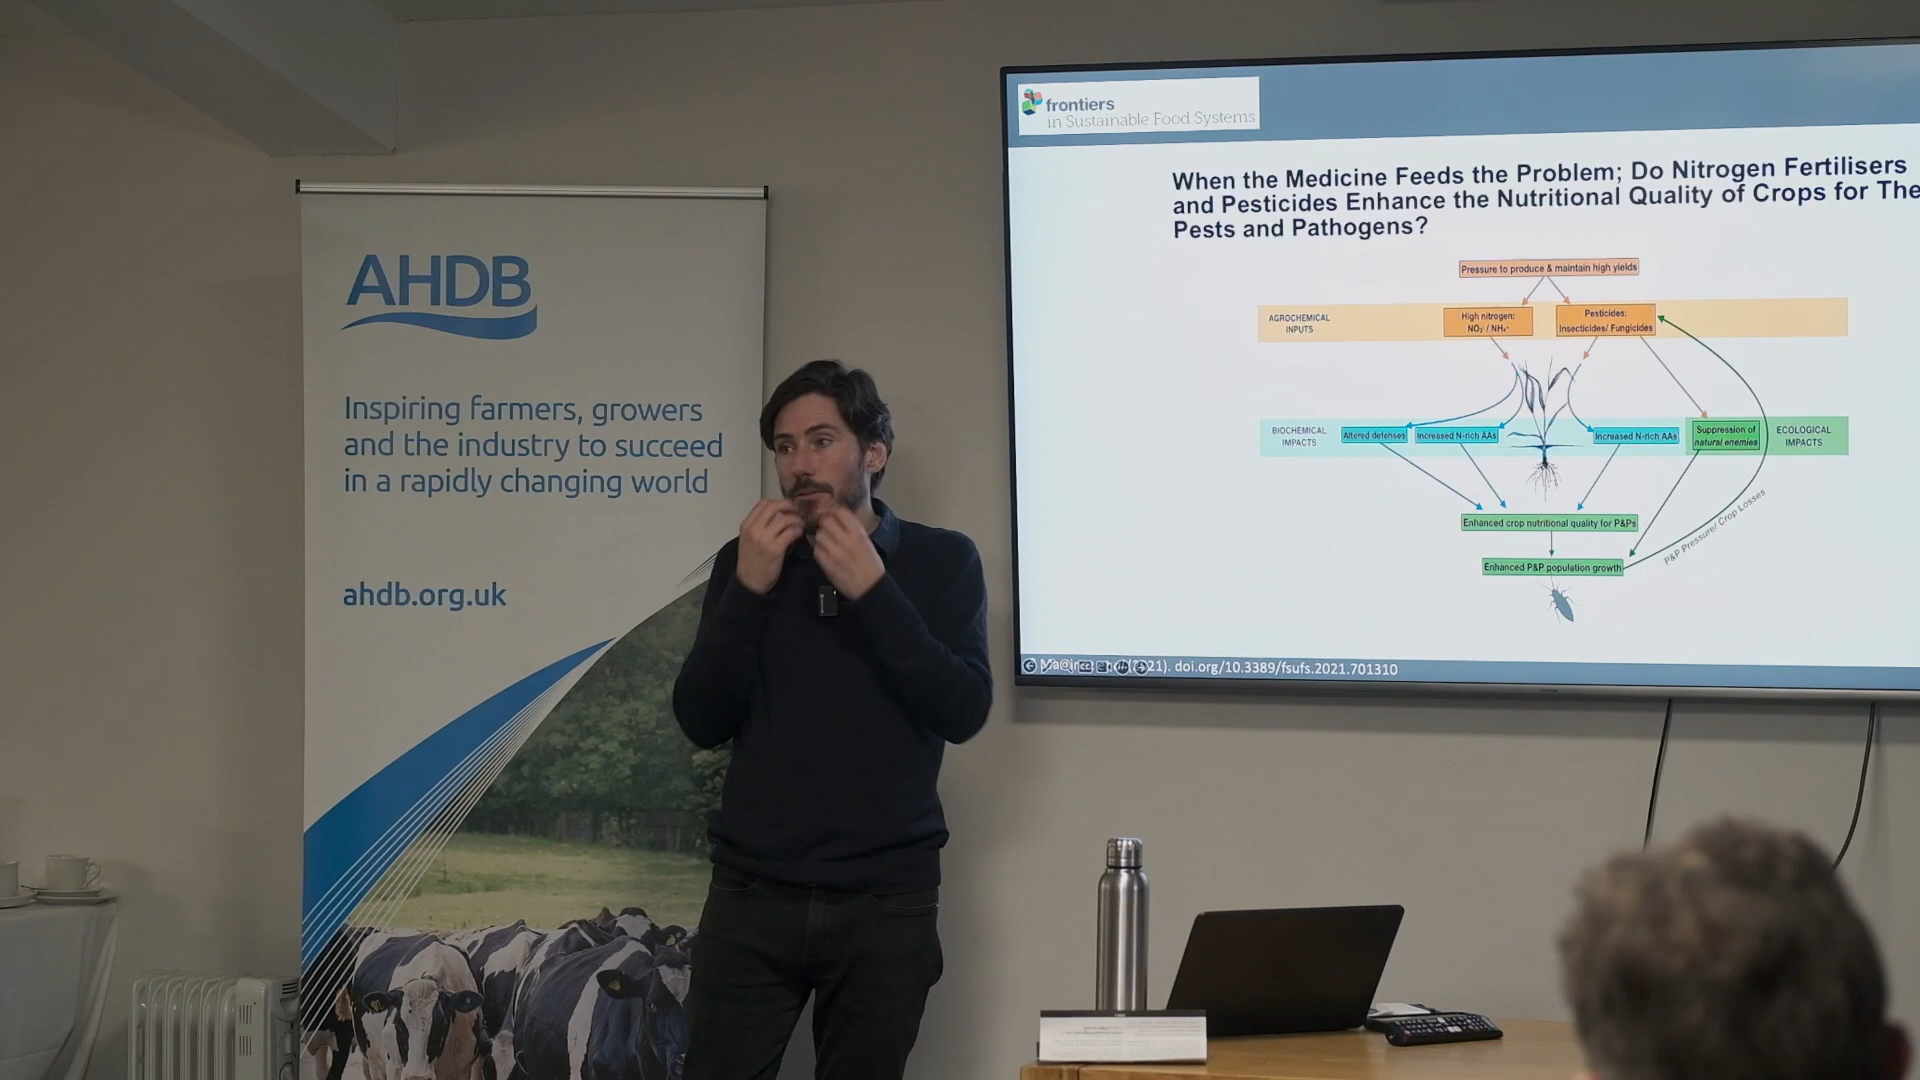 AHDB
Inspiring farmers, growers
and the industry to succeed
in a rapidly changing world
ahdb.org.uk
frontiers
in Sustainable Food Systems
When the Medicine Feeds the Problem; Do Nitrogen Fertilisers
and Pesticides Enhance the Nutritional Quality of Crops for The
Pests and Pathogens?
Pressure to produce & maintain high yields
AGROCHEMICAL
INPUTS
High nitrogen:
NO₃⁻/ NH₄⁺
Pesticides:
Insecticides/ Fungicides
BIOCHEMICAL
IMPACTS
Altered defenses
Increased N-rich AAs
Increased N-rich AAs
Suppression of
natural enemies
ECOLOGICAL
IMPACTS
Enhanced crop nutritional quality for P&Ps
Enhanced P&P population growth
P&P Pressure/ Crop Losses
21). doi.org/10.3389/fsufs.2021.701310